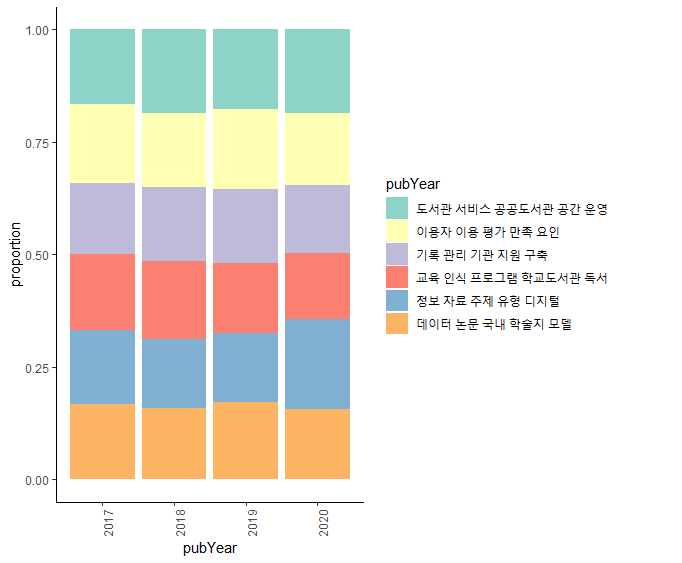 1.00
0.75
0.50
0.25
0.00
proportion
2017
2018
2019
2020
pubYear
pubYear
도서관 서비스 공공도서관 공간 운영
이용자 이용 평가 만족 요인
기록 관리 기관 지원 구축
교육 인식 프로그램 학교도서관 독서
정보 자료 주제 유형 디지털
데이터 논문 국내 학술지 모델